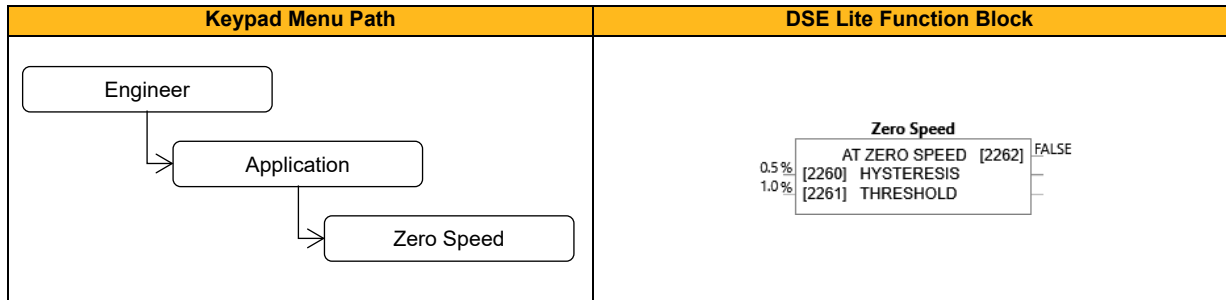 Keypad Menu Path
DSE Lite Function Block
Engineer
Application
Zero Speed
Zero Speed
AT ZERO SPEED [2262] FALSE
0.5 % [2260] HYSTERESIS
1.0 % [2261] THRESHOLD